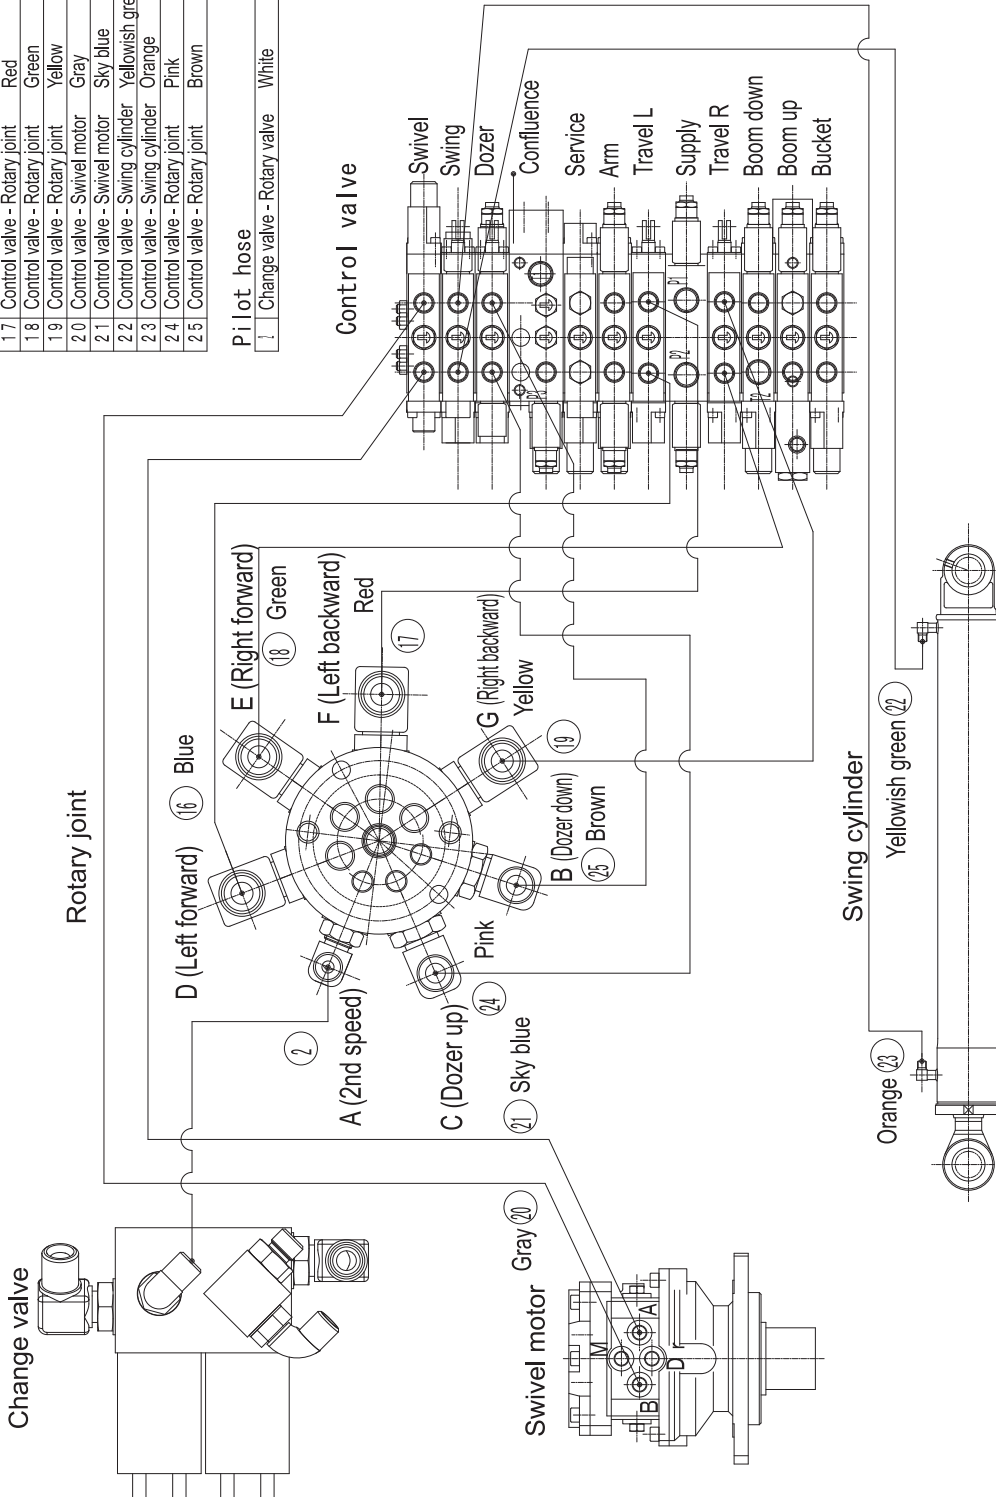 17 Control valve - Rotary joint Red
18 Control valve - Rotary joint Green
19 Control valve - Rotary joint Yellow
20 Control valve - Swivel motor Gray
21 Control valve - Swivel motor Sky blue
22 Control valve - Swing cylinder Yellowish gre
23 Control valve - Swing cylinder Orange
24 Control valve - Rotary joint Pink
25 Control valve - Rotary joint Brown
Pilot hose
Change valve - Rotary valve White
Control valve
Swivel
Swing
Dozer
Confluence
Service
Arm
Travel L
Supply
Travel R
Boom down
Boom up
Bucket
P1
P2
P3
T2
Rotary joint
D (Left forward)
16 Blue
E (Right forward)
18 Green
F (Left backward)
Red
17
G (Right backward)
Yellow
19
B (Dozer down)
25 Brown
Pink
24
C (Dozer up)
A (2nd speed)
2
21 Sky blue
Gray 20
Change valve
Swivel motor
M
A
B
D r
Swing cylinder
Yellowish green 22
Orange 23